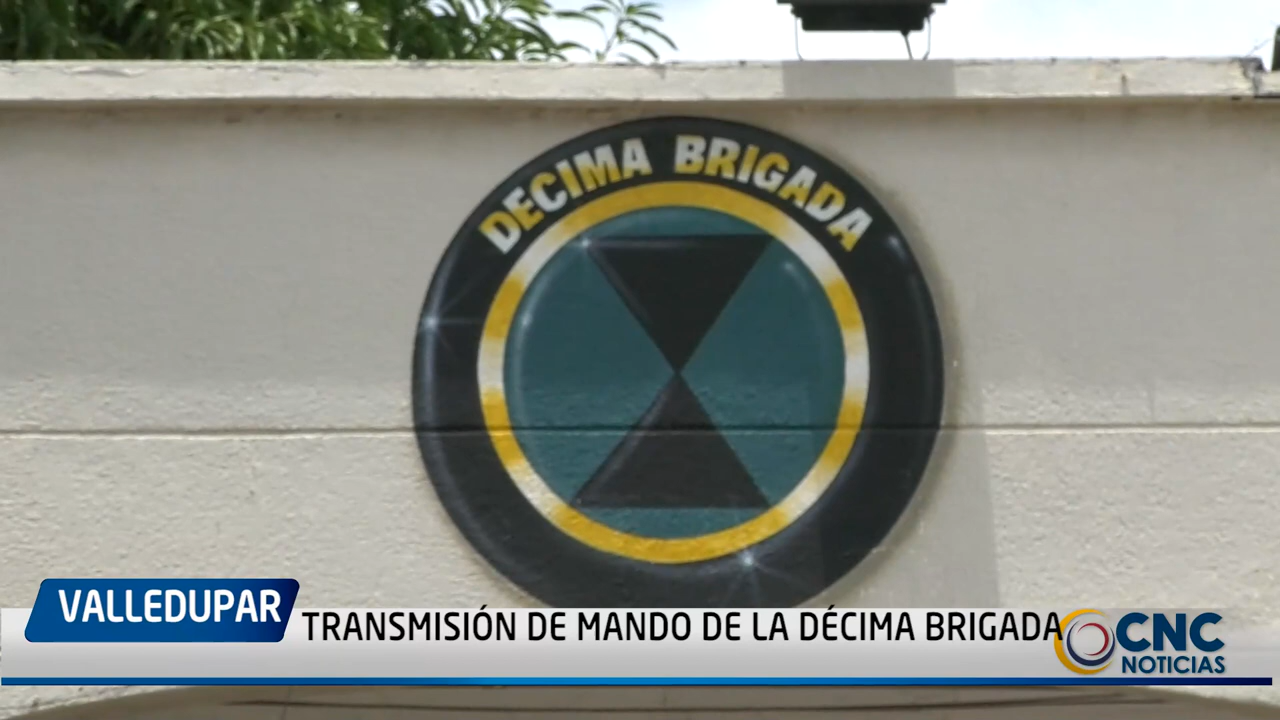 DECIMA BRIGADA
VALLEDUPAR
TRANSMISIÓN DE MANDO DE LA DÉCIMA BRIGADA
CNC
NOTICIAS